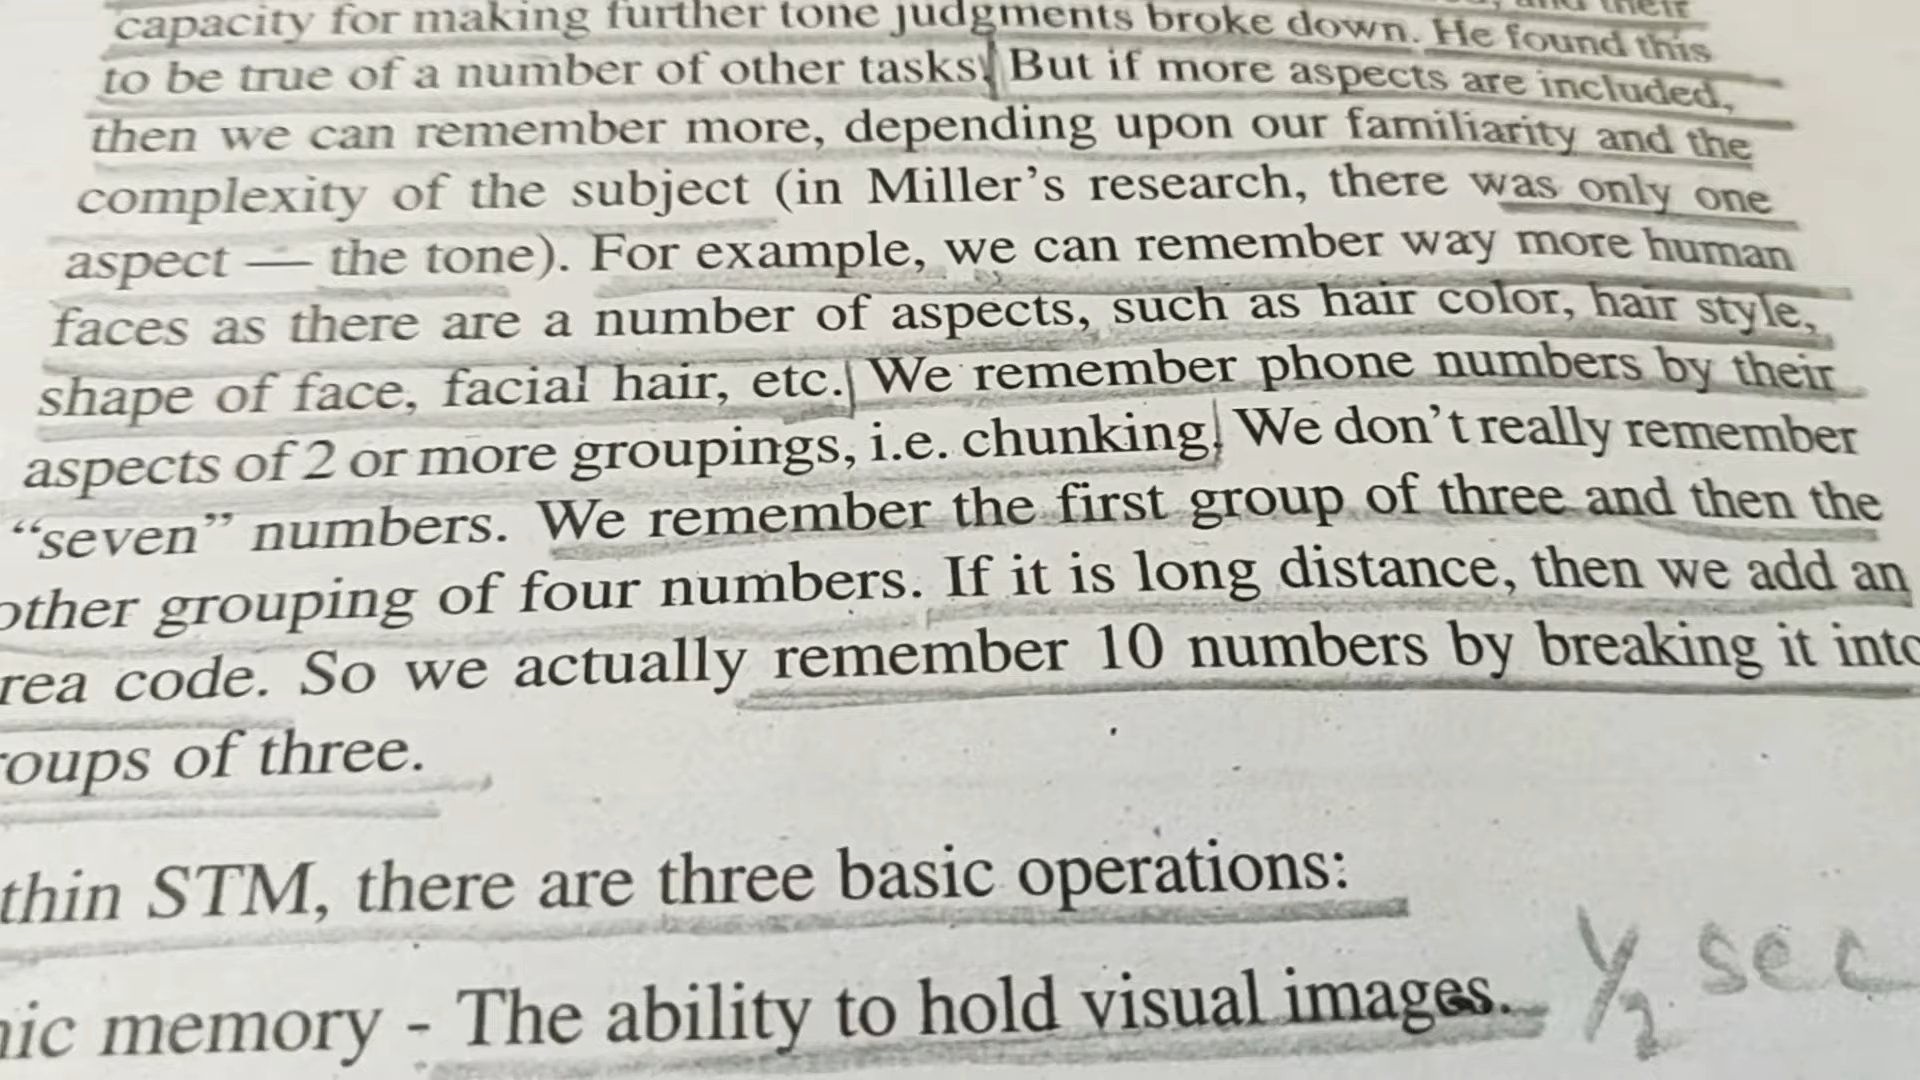 their
capacity for making further tone judgments broke down. He found this
to be true of a number of other tasks. But if more aspects are included,
then we can remember more, depending upon our familiarity and the
complexity of the subject (in Miller's research, there was only one
aspect — the tone). For example, we can remember way more human
faces as there are a number of aspects, such as hair color, hair style,
shape of face, facial hair, etc. We remember phone numbers by their
aspects of 2 or more groupings, i.e. chunking. We don't really remember
“seven” numbers. We remember the first group of three and then the
other grouping of four numbers. If it is long distance, then we add an
rea code. So we actually remember 10 numbers by breaking it into
roups of three.
thin STM, there are three basic operations:
nic memory - The ability to hold visual images. 1/2 sec